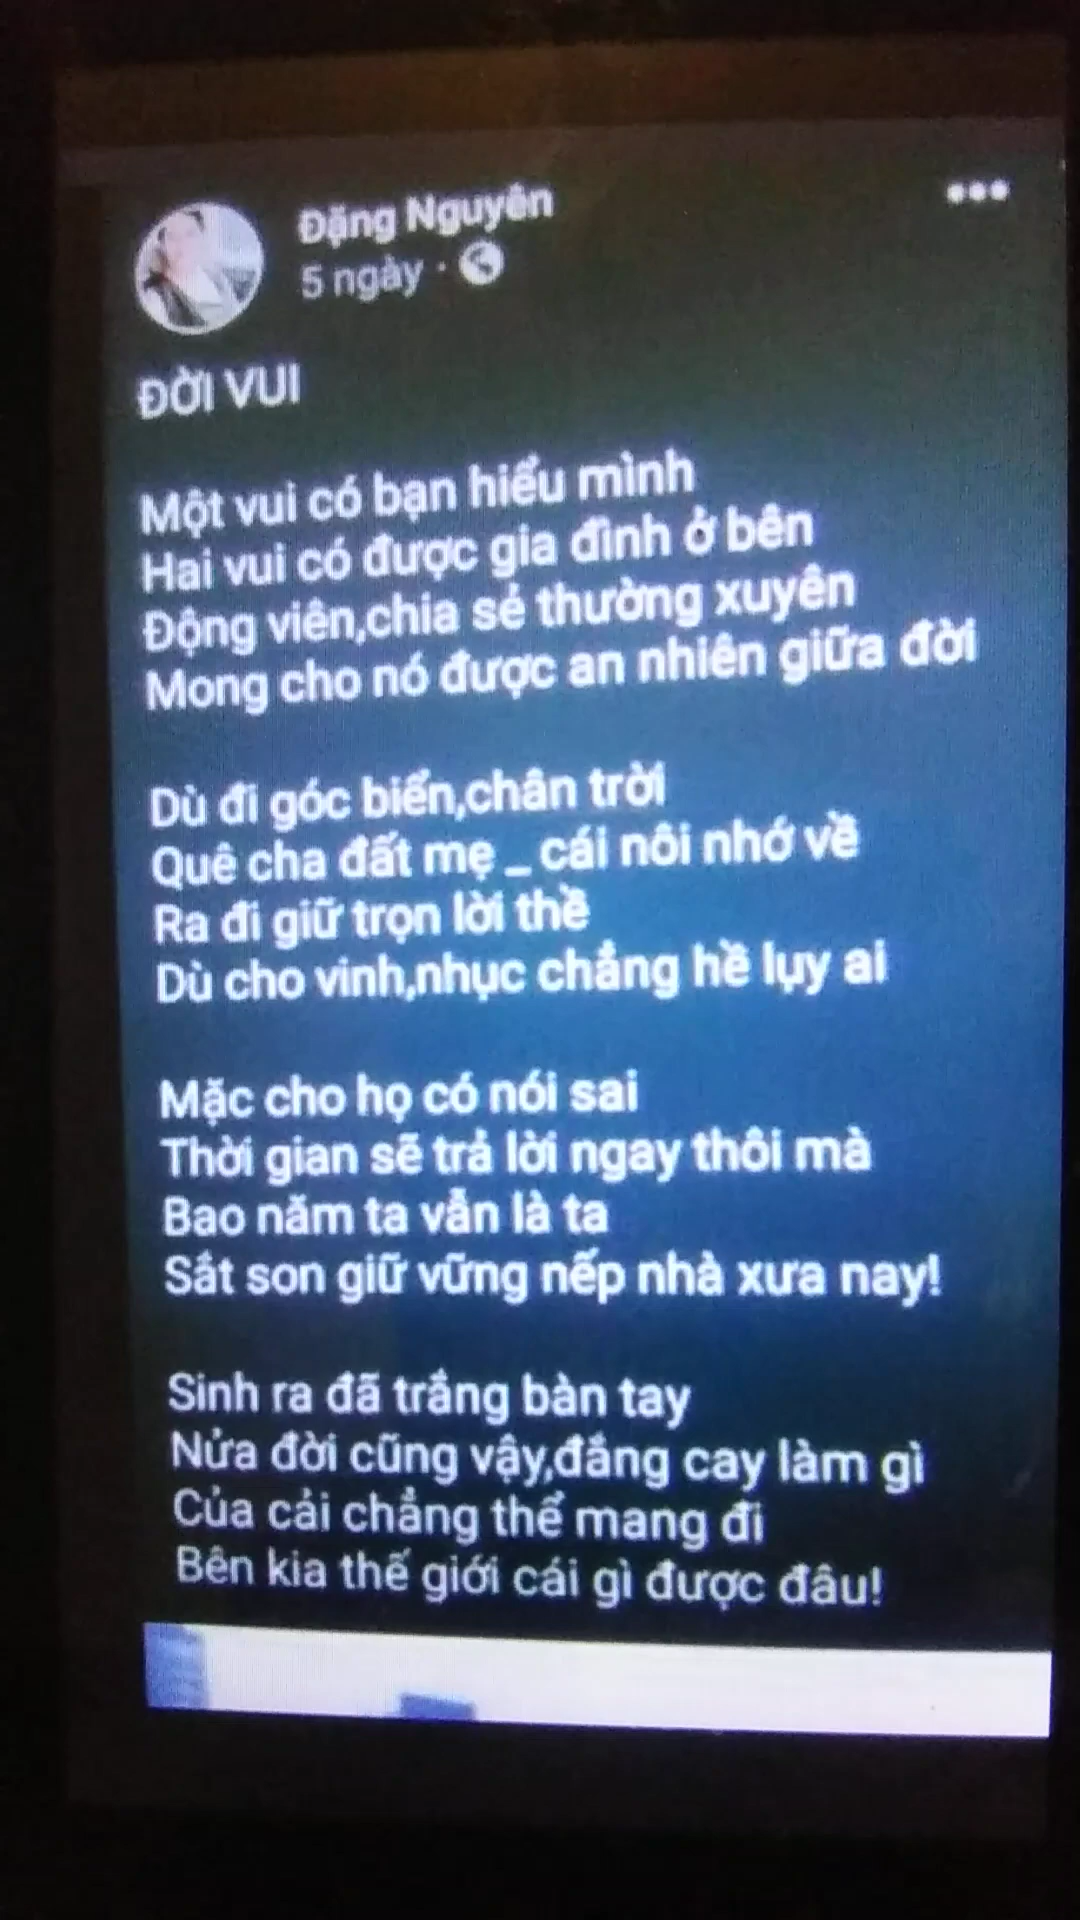 Đặng Nguyên
5 ngày ·
ĐỜI VUI
Một vui có bạn hiểu mình
Hai vui có được gia đình ở bên
Động viên,chia sẻ thường xuyên
Mong cho nó được an nhiên giữa đời
Dù đi góc biển,chân trời
Quê cha đất mẹ _ cái nôi nhớ về
Ra đi giữ trọn lời thề
Dù cho vinh,nhục chẳng hề lụy ai
Mặc cho họ có nói sai
Thời gian sẽ trả lời ngay thôi mà
Bao năm ta vẫn là ta
Sắt son giữ vững nếp nhà xưa nay!
Sinh ra đã trắng bàn tay
Nửa đời cũng vậy,đắng cay làm gì
Của cải chẳng thể mang đi
Bên kia thế giới cái gì được đâu!